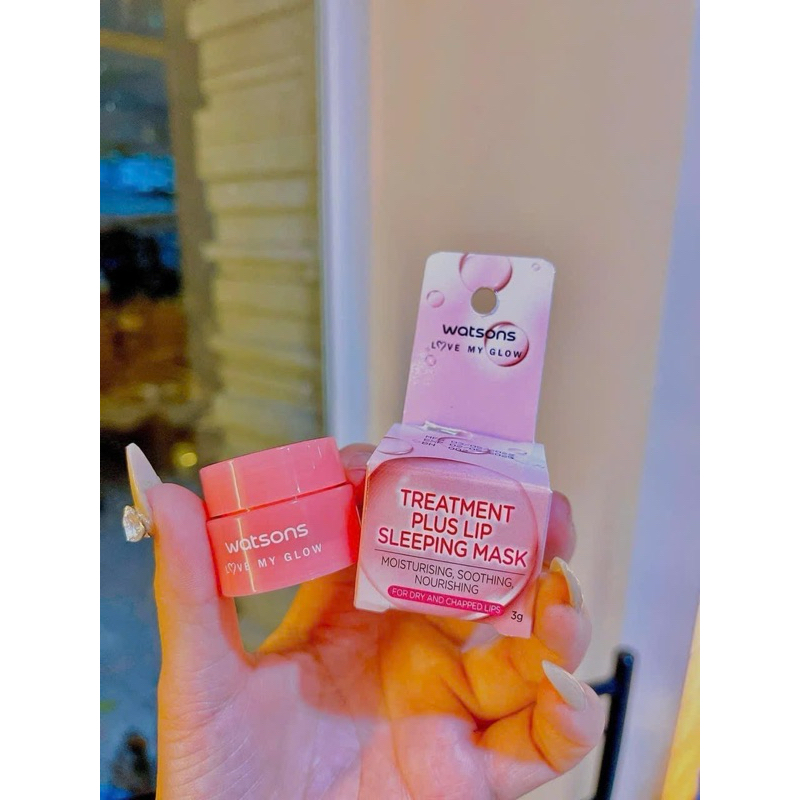 watsons
LOVE MY GLOW
TREATMENT
PLUS LIP
SLEEPING MASK
MOISTURISING, SOOTHING,
NOURISHING
FOR DRY AND CHAPPED LIPS
3g
watsons
LOVE MY GLOW